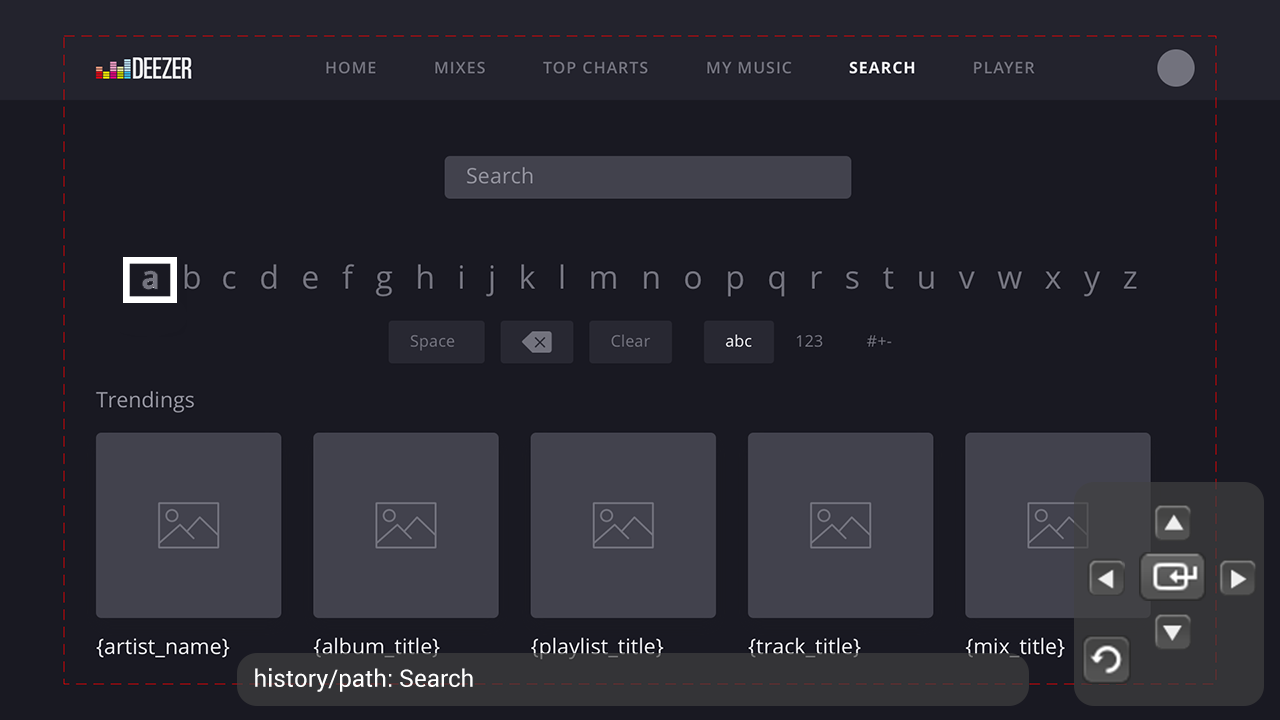 DEEZER HOME MIXES TOP CHARTS MY MUSIC SEARCH PLAYER
Search
a b c d e f g h i j k l m n o p q r s t u v w x y z
Space Clear abc 123 #+-
Trendings
{artist_name} {album_title} {playlist_title} {track_title} {mix_title}
history/path: Search